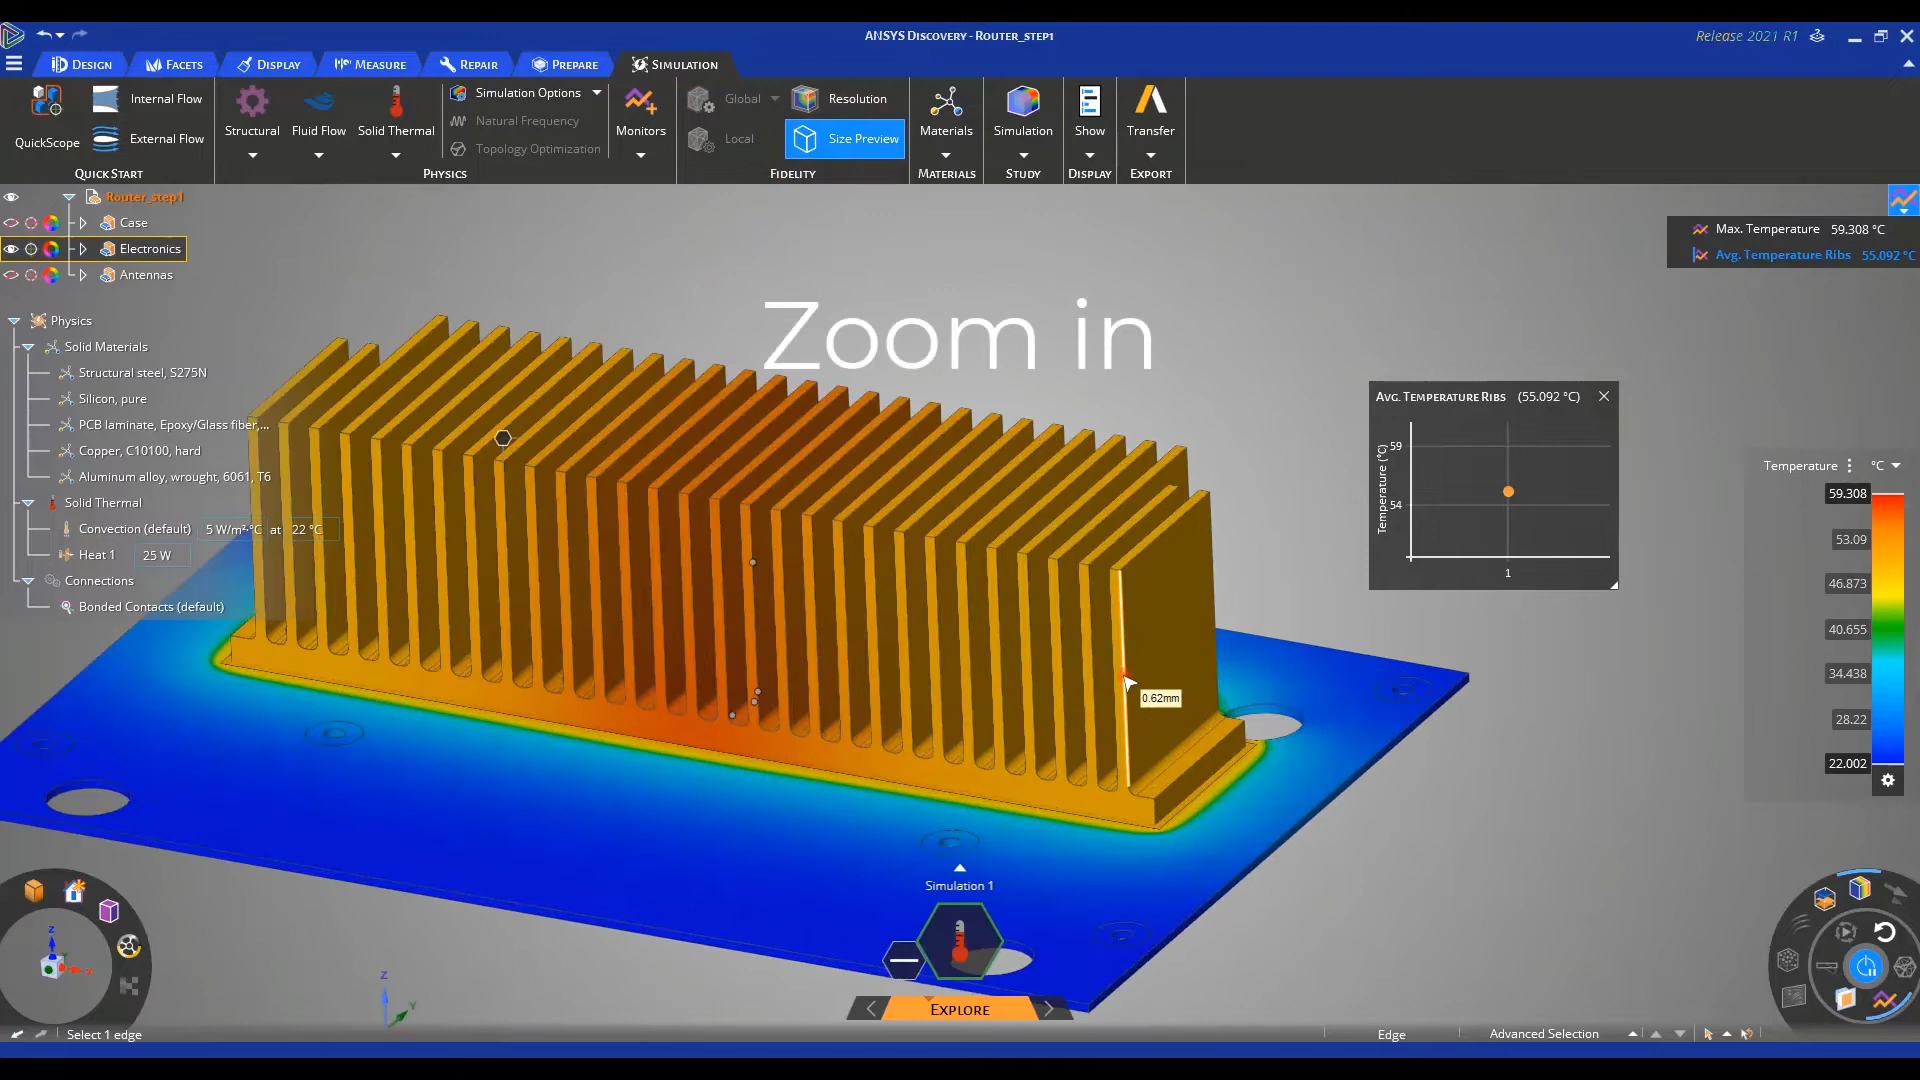 ANSYS Discovery - Router_step1
Release 2021 R1
Design
Facets
Display
Measure
Repair
Prepare
Simulation
QuickScope
Internal Flow
External Flow
Quick Start
Structural
Fluid Flow
Solid Thermal
Simulation Options
Natural Frequency
Topology Optimization
Physics
Monitors
Global
Local
Resolution
Size Preview
Fidelity
Materials
Materials
Simulation
Study
Show
Display
Transfer
Export
Router_step1
Case
Electronics
Antennas
Max. Temperature 59.308 °C
Avg. Temperature Ribs 55.092 °C
Zoom in
Physics
Solid Materials
Structural steel, S275N
Silicon, pure
PCB laminate, Epoxy/Glass fiber,...
Copper, C10100, hard
Aluminum alloy, wrought, 6061, T6
Solid Thermal
Convection (default) 5 W/m²·°C at 22 °C
Heat 1 25 W
Connections
Bonded Contacts (default)
Avg. Temperature Ribs (55.092 °C)
Temperature (°C)
59
54
1
Temperature °C
59.308
53.09
46.873
40.655
34.438
28.22
22.002
0.62mm
Simulation 1
Explore
Z
X
Z
Y
Select 1 edge
Edge
Advanced Selection